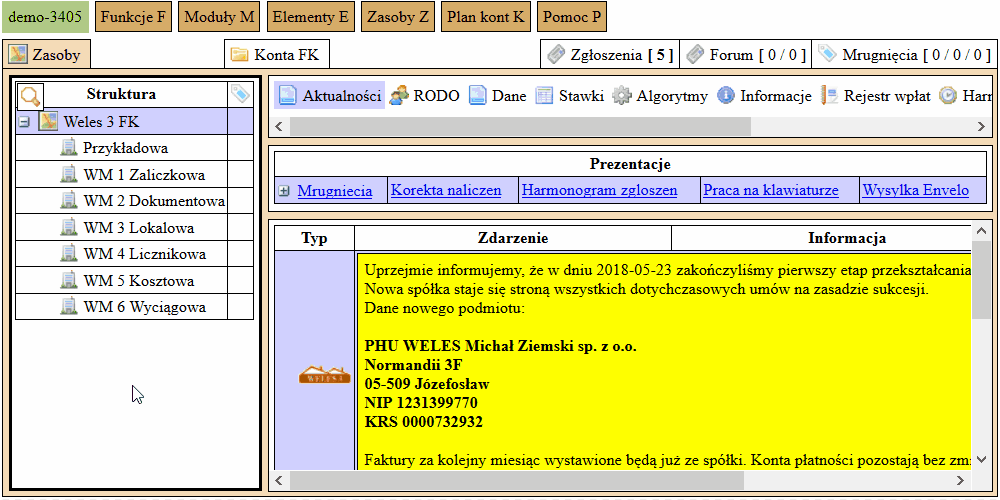 demo-3405 Funkcje F Moduły M Elementy E Zasoby Z Plan kont K Pomoc P
Zasoby Konta FK Zgłoszenia [ 5 ] Forum [ 0 / 0 ] Mrugnięcia [ 0 / 0 / 0 ]
Struktura
Weles 3 FK
Przykładowa
WM 1 Zaliczkowa
WM 2 Dokumentowa
WM 3 Lokalowa
WM 4 Licznikowa
WM 5 Kosztowa
WM 6 Wyciągowa
Aktualności RODO Dane Stawki Algorytmy Informacje Rejestr wpłat Harr
Prezentacje
Mrugniecia Korekta naliczen Harmonogram zgloszen Praca na klawiaturze Wysylka Envelo
Typ Zdarzenie Informacja
WELES 3
Uprzejmie informujemy, że w dniu 2018-05-23 zakończyliśmy pierwszy etap przekształcania
Nowa spółka staje się stroną wszystkich dotychczasowych umów na zasadzie sukcesji.
Dane nowego podmiotu:
PHU WELES Michał Ziemski sp. z o.o.
Normandii 3F
05-509 Józefosław
NIP 1231399770
KRS 0000732932
Faktury za kolejny miesiąc wystawione będą już ze spółki. Konta płatności pozostają bez zmi